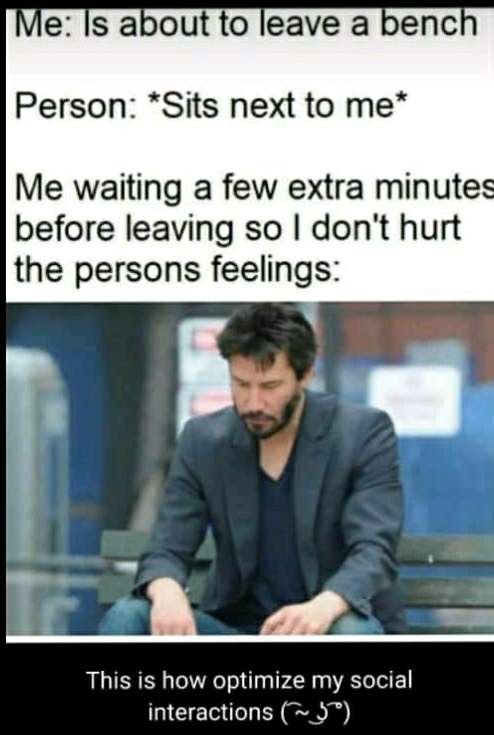 Me: Is about to leave a bench
Person: *Sits next to me*
Me waiting a few extra minutes
before leaving so I don't hurt
the persons feelings:
This is how optimize my social
interactions (͠~ ͜ʖ ͡°)